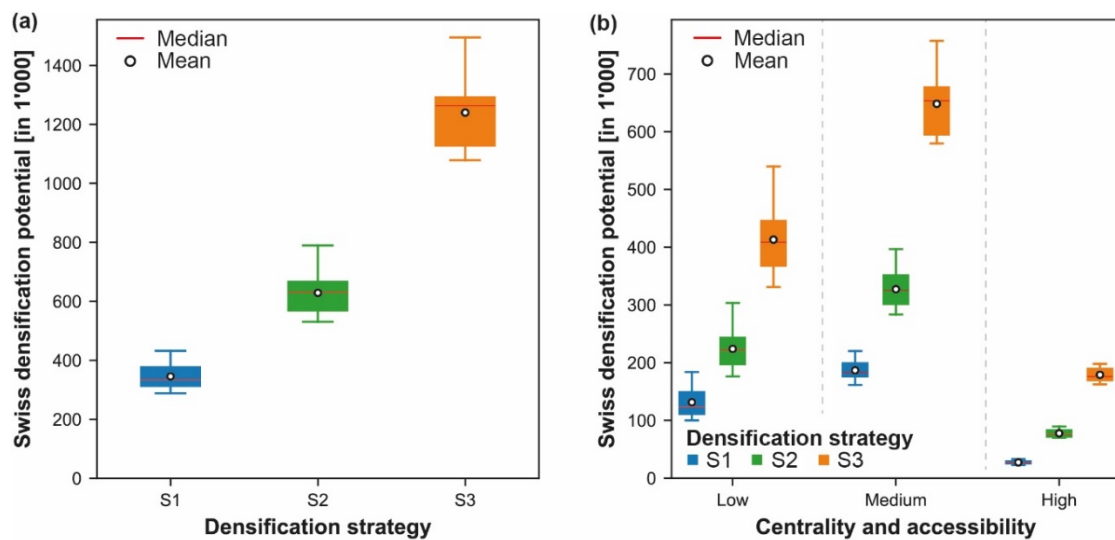 (a)
Median
Mean
Swiss densification potential [in 1'000]
1400
1200
1000
800
600
400
200
0
S1
S2
S3
Densification strategy
(b)
Median
Mean
Swiss densification potential [in 1'000]
700
600
500
400
300
200
100
0
Densification strategy
S1 S2 S3
Low
Medium
High
Centrality and accessibility